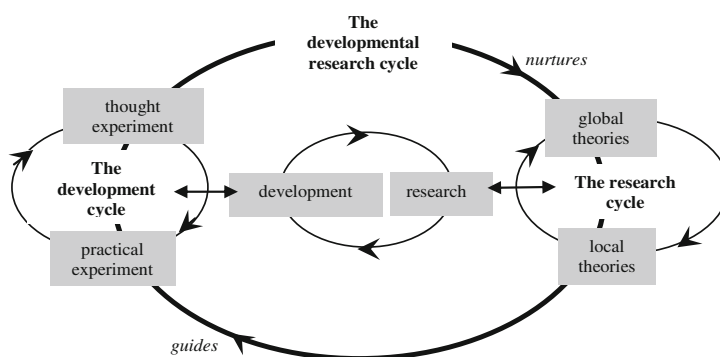 The
developmental
research cycle
nurtures
thought
experiment
global
theories
The
development
cycle
development
research
The research
cycle
practical
experiment
local
theories
guides